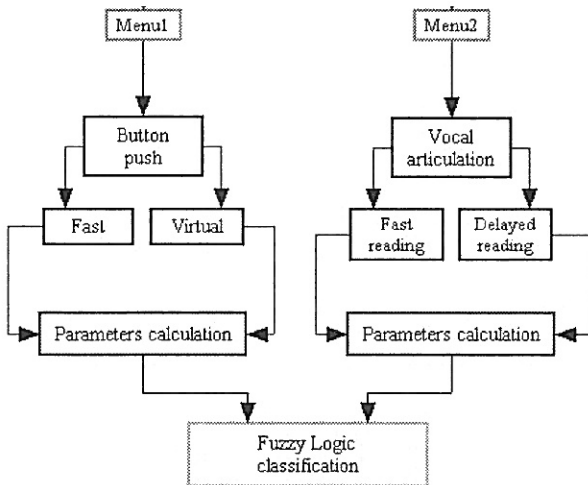 Menu1
Menu2
Button
push
Vocal
articulation
Fast
Virtual
Fast
reading
Delayed
reading
Parameters calculation
Parameters calculation
Fuzzy Logic
classification